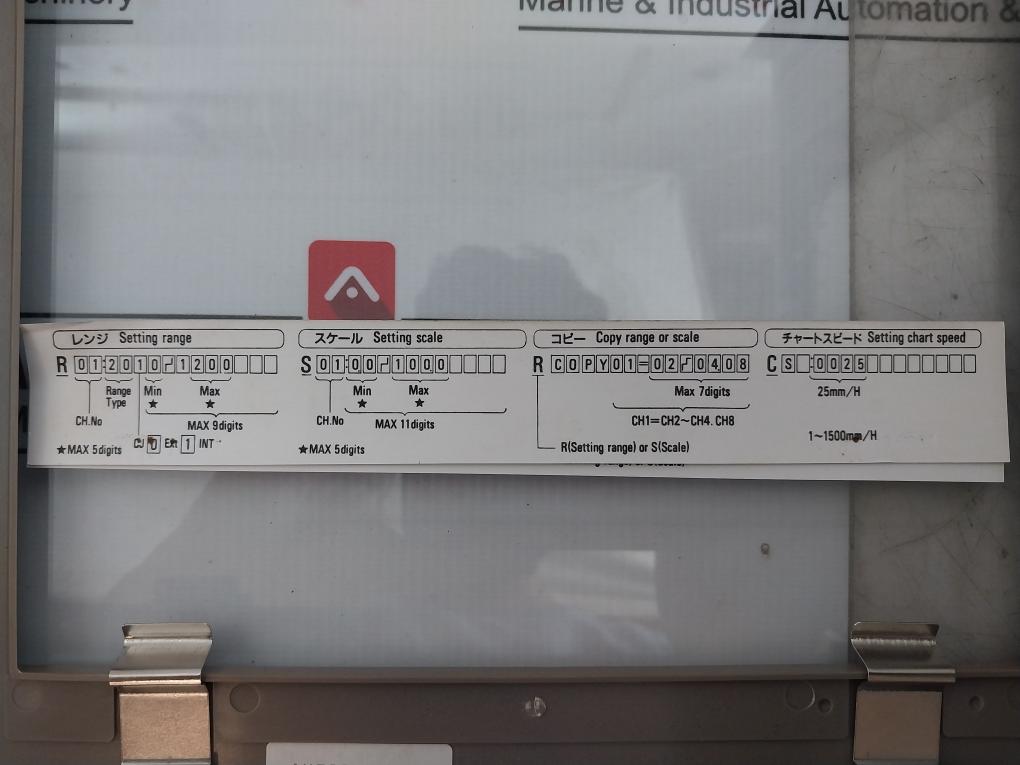 chinery
Marine & Industrial Automation &
レンジ Setting range
R 01:2010⌐1200
Range Type
Min
Max
★
★
CH.No
MAX 9digits
★MAX 5digits
CJ 0 Ext 1 INT
スケール Setting scale
S 01:00⌐1000
Min
Max
★
★
CH.No
MAX 11digits
★MAX 5digits
コピー Copy range or scale
R COPY01=02⌐04.08
Max 7digits
CH1=CH2~CH4. CH8
R(Setting range) or S(Scale)
チャートスピード Setting chart speed
C S :0025
25mm/H
1~1500mm/H